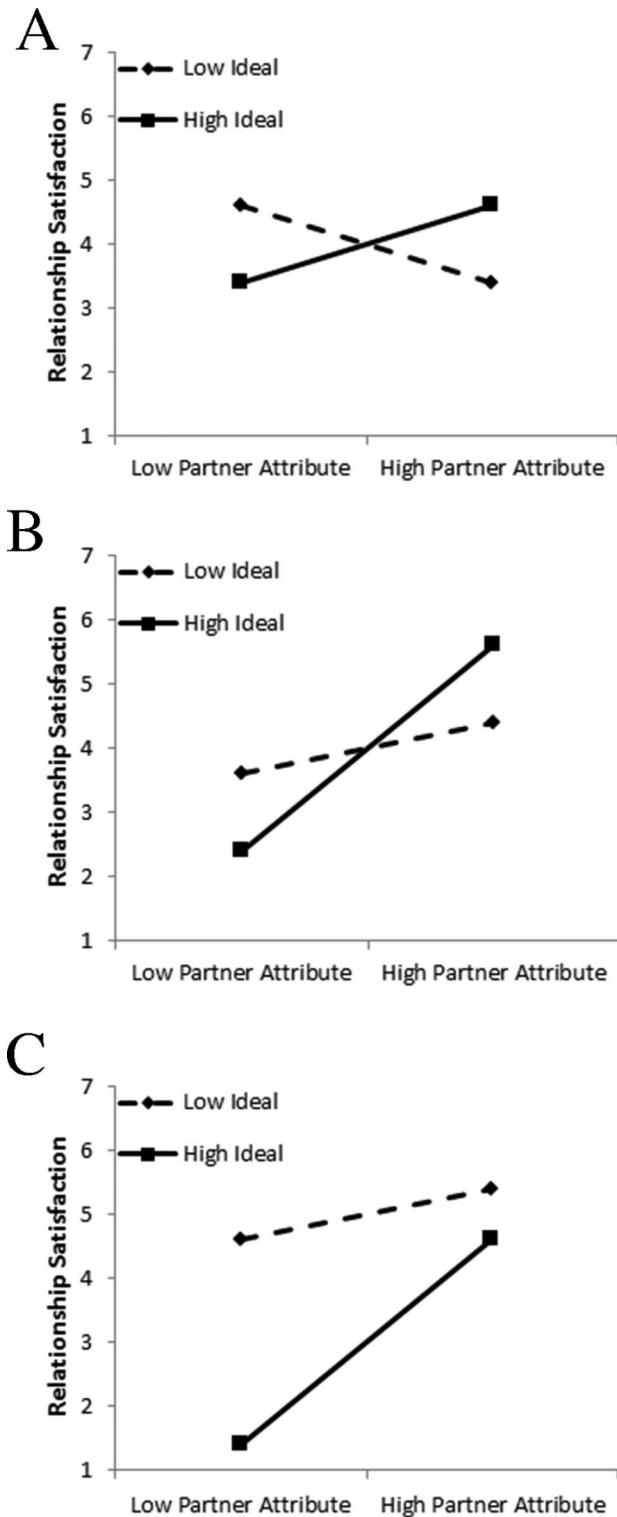 A
7
Low Ideal
6
High Ideal
5
4
3
2
1
Relationship Satisfaction
Low Partner Attribute High Partner Attribute
B
7
Low Ideal
6
High Ideal
5
4
3
2
1
Relationship Satisfaction
Low Partner Attribute High Partner Attribute
C
7
Low Ideal
6
High Ideal
5
4
3
2
1
Relationship Satisfaction
Low Partner Attribute High Partner Attribute